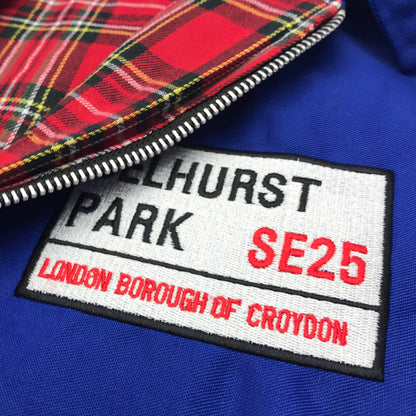 ELHURST
PARK SE25
LONDON BOROUGH OF CROYDON